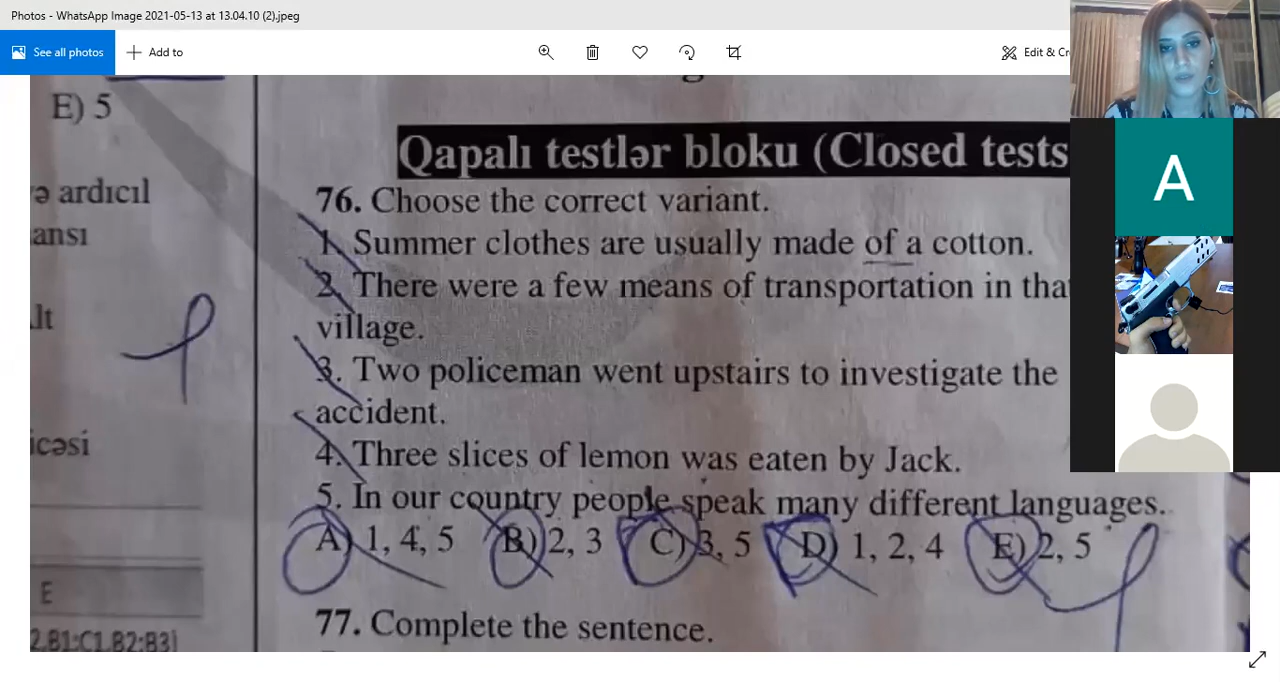 Photos - WhatsApp Image 2021-05-13 at 13.04.10 (2).jpeg
See all photos
Add to
Edit & Cr
E) 5
ə ardıcıl
ansı
lt
icəsi
E
2,B1:C1,B2:B3)
Qapalı testlər bloku (Closed tests
76. Choose the correct variant.
1. Summer clothes are usually made of a cotton.
2. There were a few means of transportation in tha
village.
3. Two policeman went upstairs to investigate the
accident.
4. Three slices of lemon was eaten by Jack.
5. In our country people speak many different languages.
A) 1, 4, 5 B) 2, 3 C) 3, 5 D) 1, 2, 4 E) 2, 5
77. Complete the sentence.
A